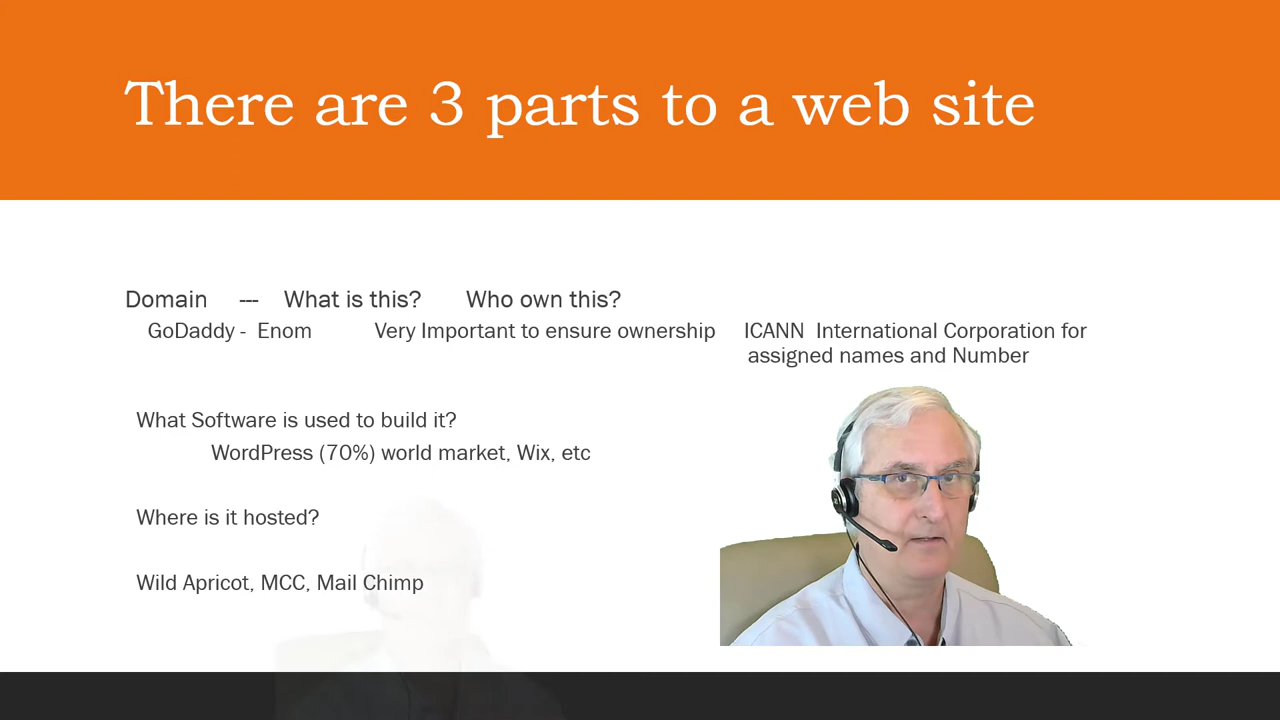 There are 3 parts to a web site
Domain --- What is this? Who own this?
GoDaddy - Enom Very Important to ensure ownership ICANN International Corporation for
assigned names and Number
What Software is used to build it?
WordPress (70%) world market, Wix, etc
Where is it hosted?
Wild Apricot, MCC, Mail Chimp